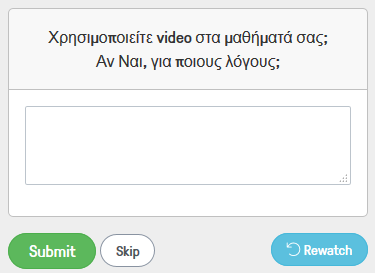 Χρησιμοποιείτε video στα μαθήματά σας;
Αν Ναι, για ποιους λόγους;
Submit
Skip
Rewatch